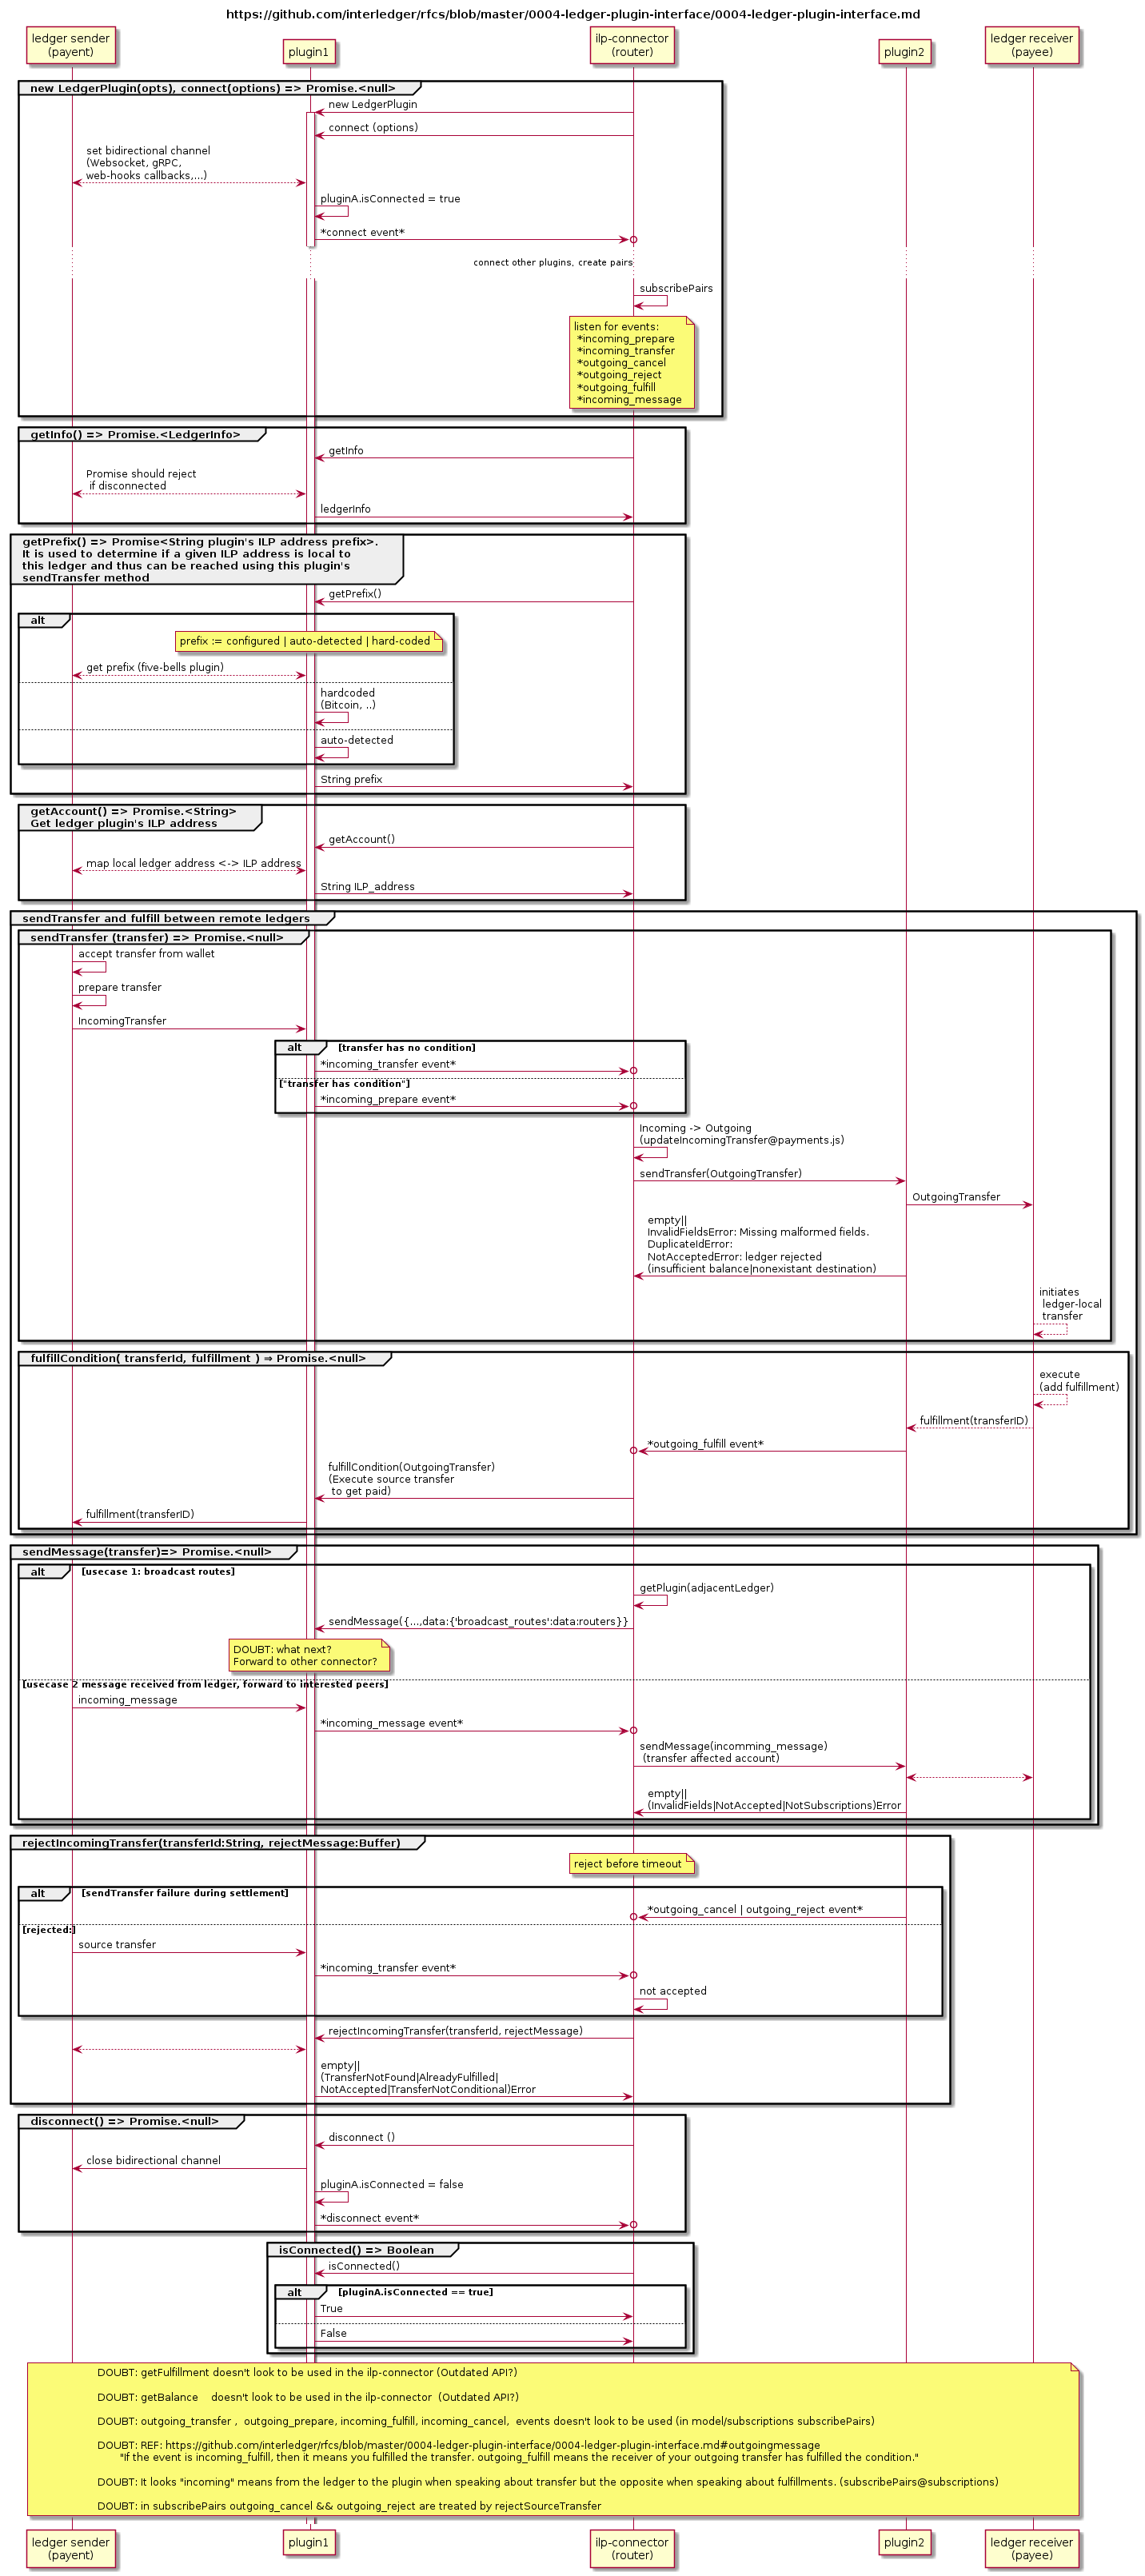 https://github.com/interledger/rfcs/blob/master/0004-ledger-plugin-interface/0004-ledger-plugin-interface.md
ledger sender
(payent)
plugin1
ilp-connector
(router)
plugin2
ledger receiver
(payee)
new LedgerPlugin(opts), connect(options) => Promise.<null>
new LedgerPlugin
connect (options)
set bidirectional channel
(Websocket, gRPC,
web-hooks callbacks,...)
pluginA.isConnected = true
*connect event*
connect other plugins, create pairs
subscribePairs
listen for events:
*incoming_prepare
*incoming_transfer
*outgoing_cancel
*outgoing_reject
*outgoing_fulfill
*incoming_message
getInfo() => Promise.<LedgerInfo>
getInfo
Promise should reject
if disconnected
ledgerInfo
getPrefix() => Promise<String plugin's ILP address prefix>.
It is used to determine if a given ILP address is local to
this ledger and thus can be reached using this plugin's
sendTransfer method
getPrefix()
alt
prefix := configured | auto-detected | hard-coded
get prefix (five-bells plugin)
hardcoded
(Bitcoin, ..)
auto-detected
String prefix
getAccount() => Promise.<String>
Get ledger plugin's ILP address
getAccount()
map local ledger address <-> ILP address
String ILP_address
sendTransfer and fulfill between remote ledgers
sendTransfer (transfer) => Promise.<null>
accept transfer from wallet
prepare transfer
IncomingTransfer
alt [transfer has no condition]
*incoming_transfer event*
["transfer has condition"]
*incoming_prepare event*
Incoming -> Outgoing
(updateIncomingTransfer@payments.js)
sendTransfer(OutgoingTransfer)
OutgoingTransfer
empty||
InvalidFieldsError: Missing malformed fields.
DuplicateIdError:
NotAcceptedError: ledger rejected
(insufficient balance|nonexistant destination)
initiates
ledger-local
transfer
fulfillCondition( transferId, fulfillment ) ⇒ Promise.<null>
execute
(add fulfillment)
fulfillment(transferID)
*outgoing_fulfill event*
fulfillCondition(OutgoingTransfer)
(Execute source transfer
to get paid)
fulfillment(transferID)
sendMessage(transfer)=> Promise.<null>
alt [usecase 1: broadcast routes]
getPlugin(adjacentLedger)
sendMessage({...,data:{'broadcast_routes':data:routers}}
DOUBT: what next?
Forward to other connector?
[usecase 2 message received from ledger, forward to interested peers]
incoming_message
*incoming_message event*
sendMessage(incomming_message)
(transfer affected account)
empty||
(InvalidFields|NotAccepted|NotSubscriptions)Error
rejectIncomingTransfer(transferId:String, rejectMessage:Buffer)
reject before timeout
alt [sendTransfer failure during settlement]
*outgoing_cancel | outgoing_reject event*
[rejected:]
source transfer
*incoming_transfer event*
not accepted
rejectIncomingTransfer(transferId, rejectMessage)
empty||
(TransferNotFound|AlreadyFulfilled|
NotAccepted|TransferNotConditional)Error
disconnect() => Promise.<null>
disconnect ()
close bidirectional channel
pluginA.isConnected = false
*disconnect event*
isConnected() => Boolean
isConnected()
alt [pluginA.isConnected == true]
True
False
DOUBT: getFulfillment doesn't look to be used in the ilp-connector (Outdated API?)
DOUBT: getBalance doesn't look to be used in the ilp-connector (Outdated API?)
DOUBT: outgoing_transfer , outgoing_prepare, incoming_fulfill, incoming_cancel, events doesn't look to be used (in model/subscriptions subscribePairs)
DOUBT: REF: https://github.com/interledger/rfcs/blob/master/0004-ledger-plugin-interface/0004-ledger-plugin-interface.md#outgoingmessage
"If the event is incoming_fulfill, then it means you fulfilled the transfer. outgoing_fulfill means the receiver of your outgoing transfer has fulfilled the condition."
DOUBT: It looks "incoming" means from the ledger to the plugin when speaking about transfer but the opposite when speaking about fulfillments. (subscribePairs@subscriptions)
DOUBT: in subscribePairs outgoing_cancel && outgoing_reject are treated by rejectSourceTransfer
ledger sender
(payent)
plugin1
ilp-connector
(router)
plugin2
ledger receiver
(payee)